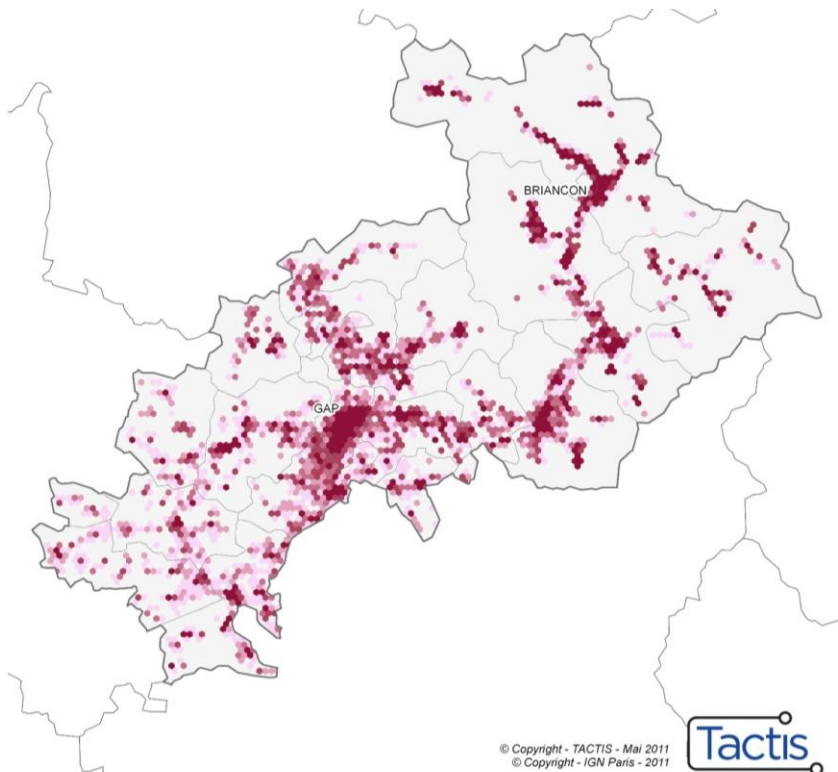 BRIANCON
GAP
© Copyright - TACTIS - Mai 2011
© Copyright - IGN Paris - 2011
Tactis